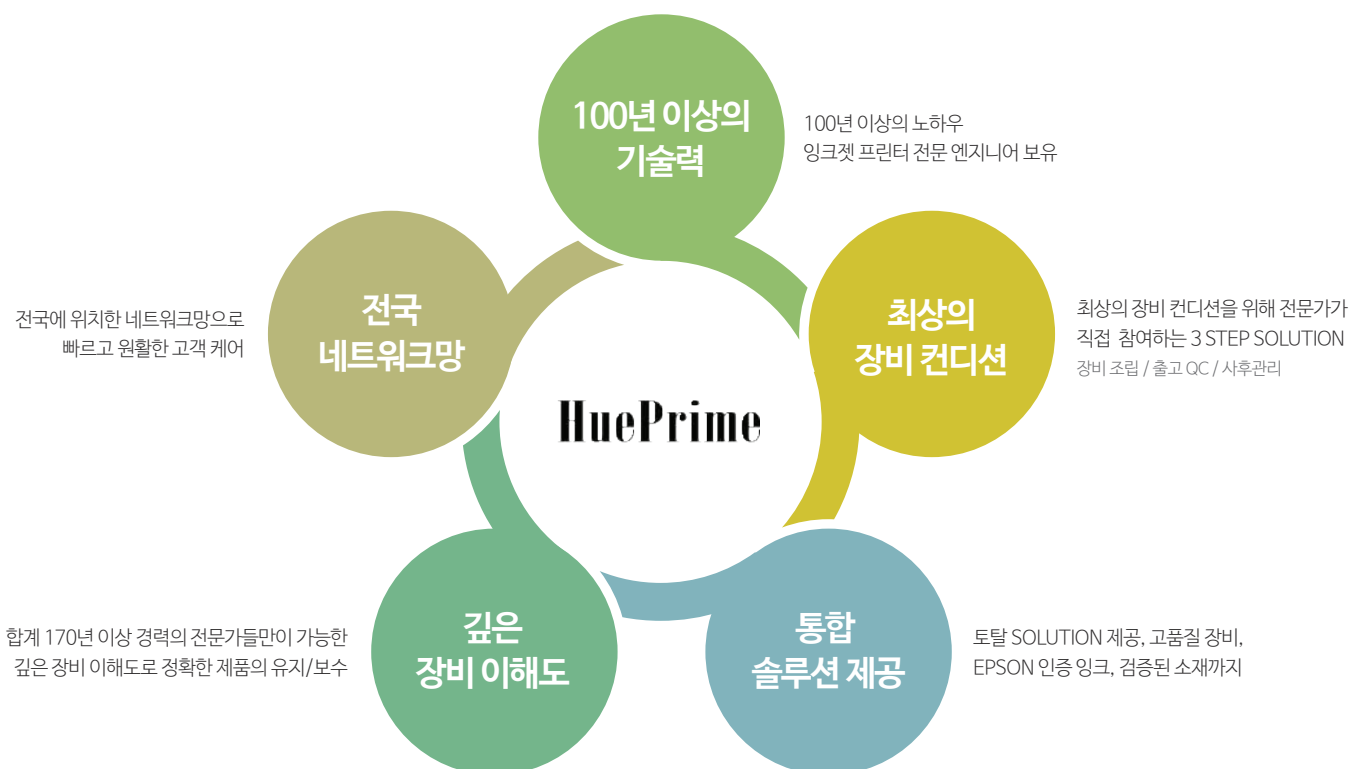 100년 이상의
기술력
100년 이상의 노하우
잉크젯 프린터 전문 엔지니어 보유
최상의
장비 컨디션
최상의 장비 컨디션을 위해 전문가가
직접 참여하는 3 STEP SOLUTION
장비 조립 / 출고 QC / 사후관리
통합
솔루션 제공
토탈 SOLUTION 제공, 고품질 장비,
EPSON 인증 잉크, 검증된 소재까지
깊은
장비 이해도
합계 170년 이상 경력의 전문가들만이 가능한
깊은 장비 이해도로 정확한 제품의 유지/보수
전국
네트워크망
전국에 위치한 네트워크망으로
빠르고 원활한 고객 케어
HuePrime